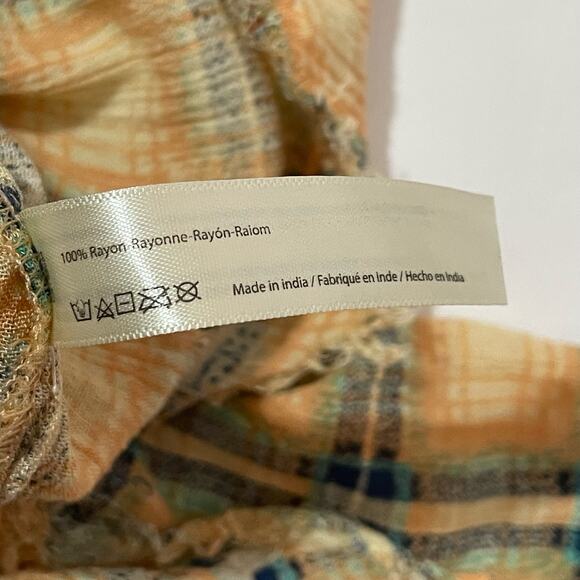 100% Rayon-Rayonne-Rayón-Raiom
Made in india / Fabriqué en Inde / Hecho en India